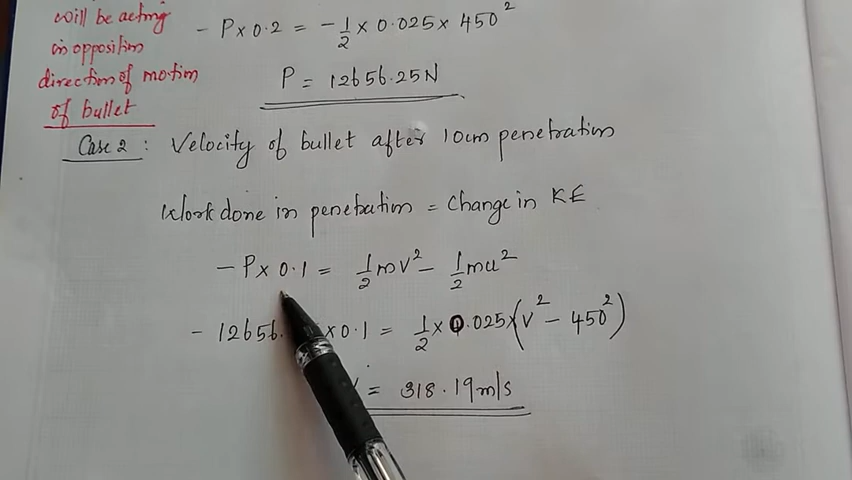 will be acting
in opposition
direction of motion
of bullet
- P x 0.2 = - 1/2 x 0.025 x 450²
P = 12656.25N
Case 2 : Velocity of bullet after 10cm penetration
Work done in penetration = change in KE
- P x 0.1 = 1/2 mv² - 1/2 mu²
- 12656. x 0.1 = 1/2 x 0.025 x (v² - 450²)
= 318.19m/s